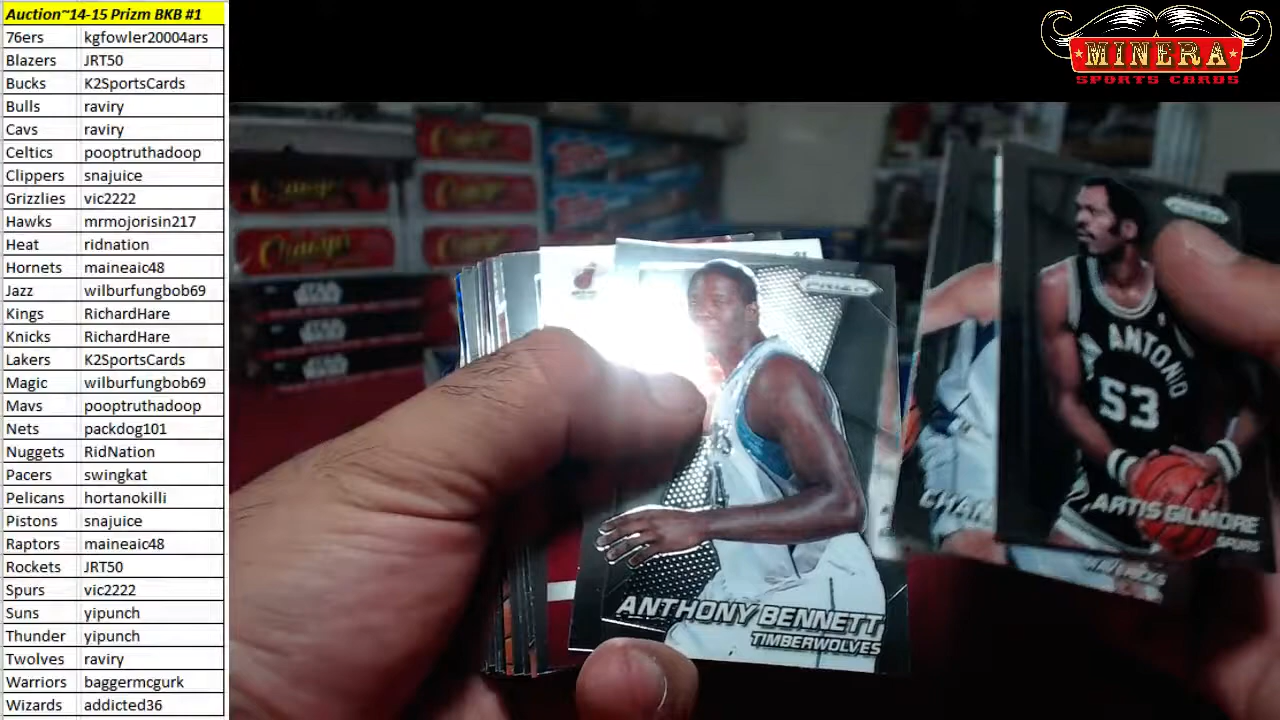 Auction~14-15 Prizm BKB #1
76ers kgfowler20004ars
Blazers JRT50
Bucks K2SportsCards
Bulls raviry
Cavs raviry
Celtics pooptruthadoop
Clippers snajuice
Grizzlies vic2222
Hawks mrmojorisin217
Heat ridnation
Hornets maineaic48
Jazz wilburfungbob69
Kings RichardHare
Knicks RichardHare
Lakers K2SportsCards
Magic wilburfungbob69
Mavs pooptruthadoop
Nets packdog101
Nuggets RidNation
Pacers swingkat
Pelicans hortanokilli
Pistons snajuice
Raptors maineaic48
Rockets JRT50
Spurs vic2222
Suns yipunch
Thunder yipunch
Twolves raviry
Warriors baggermcgurk
Wizards addicted36
MINERA
SPORTS CARDS
PRIZM
ANTHONY BENNETT
TIMBERWOLVES
PRIZM
N ANTONIO
53
ARTIS GILMORE
SPURS
CHAN